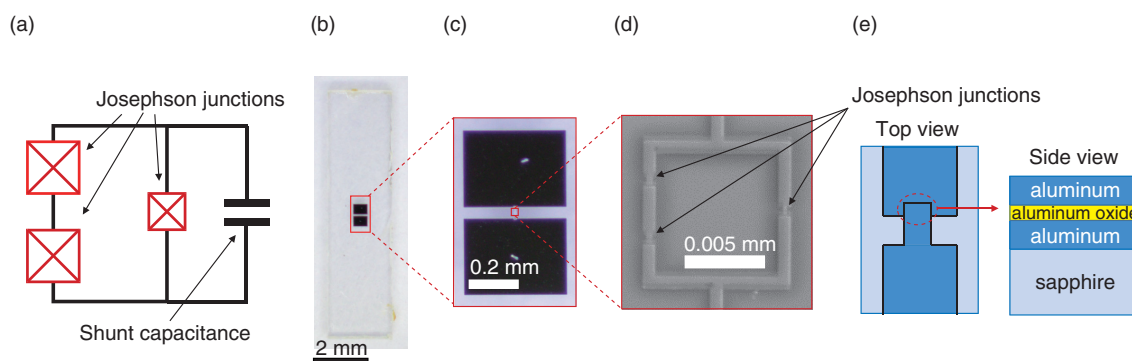 (a)
(b)
(c)
(d)
(e)
Josephson junctions
Shunt capacitance
2 mm
0.2 mm
0.005 mm
Josephson junctions
Top view
Side view
aluminum
aluminum oxide
aluminum
sapphire